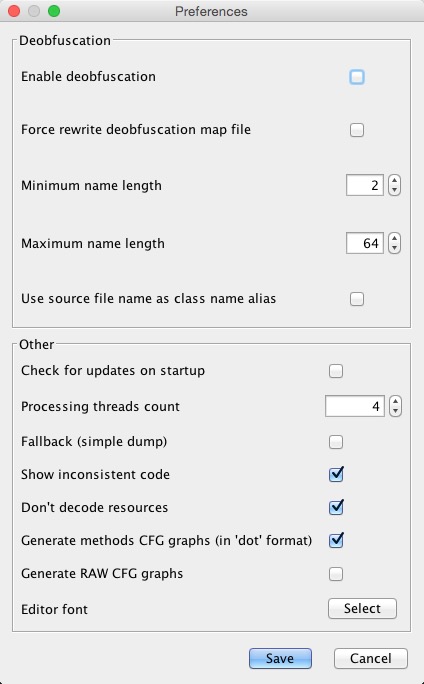 Preferences
Deobfuscation
Enable deobfuscation
Force rewrite deobfuscation map file
Minimum name length 2
Maximum name length 64
Use source file name as class name alias
Other
Check for updates on startup
Processing threads count 4
Fallback (simple dump)
Show inconsistent code
Don't decode resources
Generate methods CFG graphs (in 'dot' format)
Generate RAW CFG graphs
Editor font Select
Save Cancel